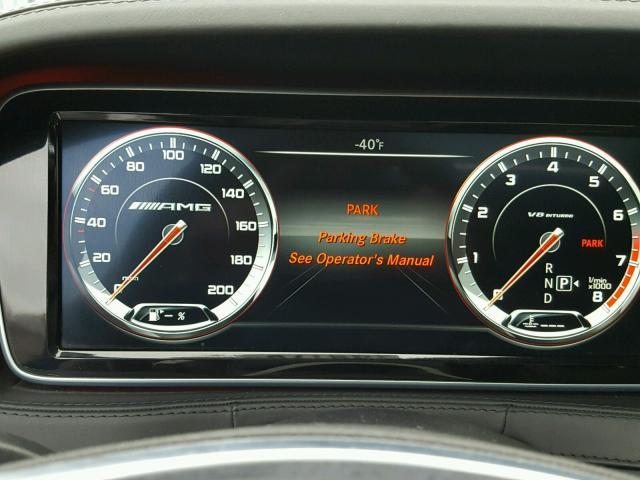 -40°F
PARK
Parking Brake
See Operator's Manual
0 20 40 60 80 100 120 140 160 180 200
AMG
mph
- %
0 1 2 3 4 5 6 7 8
V8 BITURBO
PARK
R
N P
D
1/min
x1000
E
---